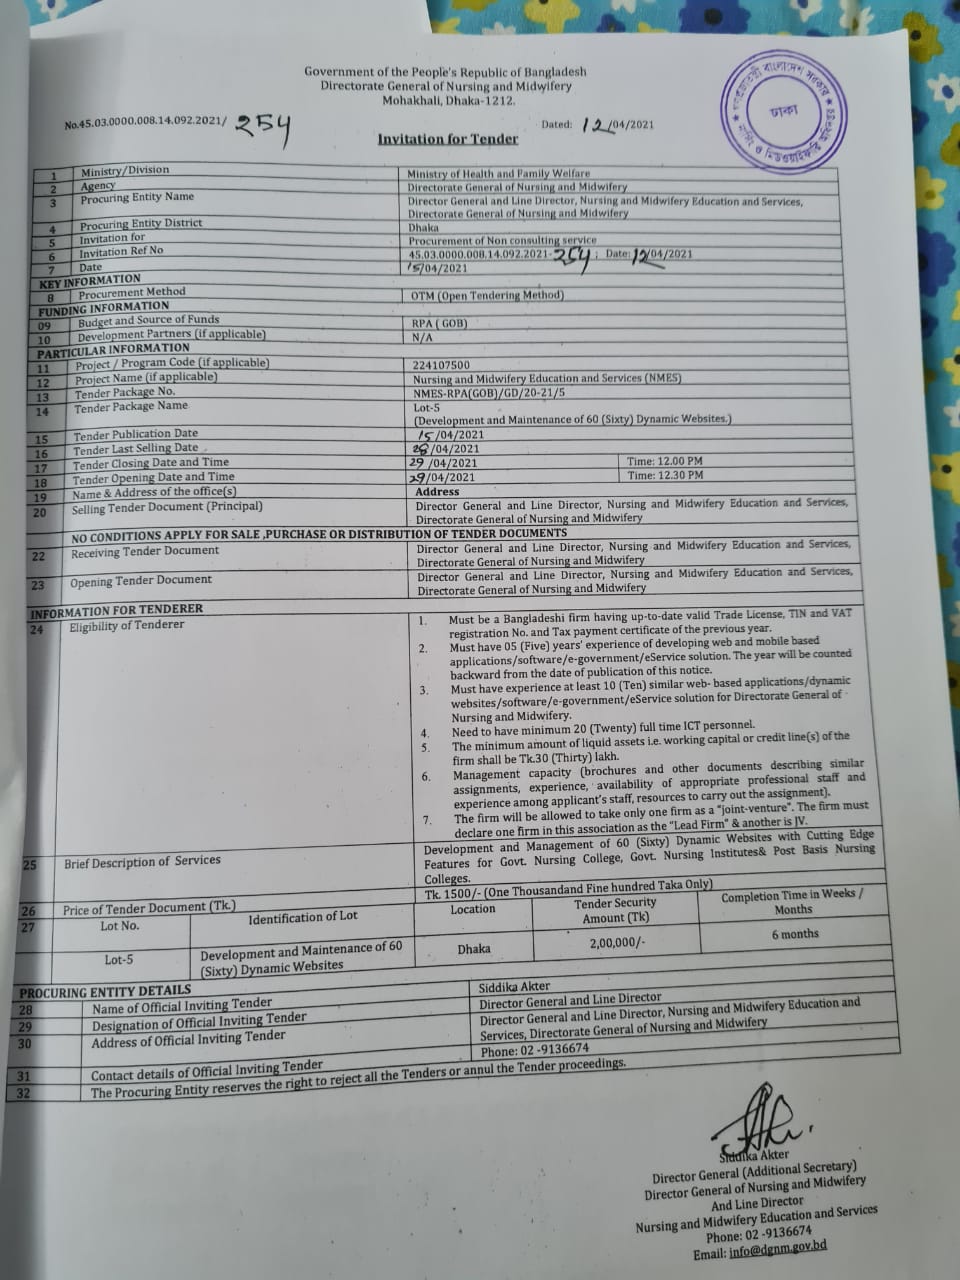 Government of the People's Republic of Bangladesh
Directorate General of Nursing and Midwifery
Mohakhali, Dhaka-1212.
No.45.03.0000.008.14.092.2021/ 254
Dated: 12/04/2021
ঢাকা
Invitation for Tender
1 Ministry/Division Ministry of Health and Family Welfare
2 Agency Directorate General of Nursing and Midwifery
3 Procuring Entity Name Director General and Line Director, Nursing and Midwifery Education and Services,
Directorate General of Nursing and Midwifery
4 Procuring Entity District Dhaka
5 Invitation for Procurement of Non consulting service
6 Invitation Ref No 45.03.0000.008.14.092.2021-254; Date:12/04/2021
7 Date 15/04/2021
KEY INFORMATION
8 Procurement Method OTM (Open Tendering Method)
FUNDING INFORMATION
09 Budget and Source of Funds RPA ( GOB)
10 Development Partners (if applicable) N/A
PARTICULAR INFORMATION
11 Project / Program Code (if applicable) 224107500
12 Project Name (if applicable) Nursing and Midwifery Education and Services (NMES)
13 Tender Package No. NMES-RPA(GOB)/GD/20-21/5
14 Tender Package Name Lot-5
(Development and Maintenance of 60 (Sixty) Dynamic Websites.)
15 Tender Publication Date 15/04/2021
16 Tender Last Selling Date 28/04/2021
17 Tender Closing Date and Time 29/04/2021 Time: 12.00 PM
18 Tender Opening Date and Time 29/04/2021 Time: 12.30 PM
19 Name & Address of the office(s) Address
20 Selling Tender Document (Principal) Director General and Line Director, Nursing and Midwifery Education and Services,
Directorate General of Nursing and Midwifery
NO CONDITIONS APPLY FOR SALE ,PURCHASE OR DISTRIBUTION OF TENDER DOCUMENTS
22 Receiving Tender Document Director General and Line Director, Nursing and Midwifery Education and Services,
Directorate General of Nursing and Midwifery
23 Opening Tender Document Director General and Line Director, Nursing and Midwifery Education and Services,
Directorate General of Nursing and Midwifery
INFORMATION FOR TENDERER
24 Eligibility of Tenderer 1. Must be a Bangladeshi firm having up-to-date valid Trade License, TIN and VAT
registration No. and Tax payment certificate of the previous year.
2. Must have 05 (Five) years' experience of developing web and mobile based
applications/software/e-government/eService solution. The year will be counted
backward from the date of publication of this notice.
3. Must have experience at least 10 (Ten) similar web- based applications/dynamic
websites/software/e-government/eService solution for Directorate General of
Nursing and Midwifery.
4. Need to have minimum 20 (Twenty) full time ICT personnel.
5. The minimum amount of liquid assets i.e. working capital or credit line(s) of the
firm shall be Tk.30 (Thirty) lakh.
6. Management capacity (brochures and other documents describing similar
assignments, experience, availability of appropriate professional staff and
experience among applicant's staff, resources to carry out the assignment).
7. The firm will be allowed to take only one firm as a "joint-venture". The firm must
declare one firm in this association as the "Lead Firm" & another is JV.
25 Brief Description of Services Development and Management of 60 (Sixty) Dynamic Websites with Cutting Edge
Features for Govt. Nursing College, Govt. Nursing Institutes& Post Basis Nursing
Colleges.
26 Price of Tender Document (Tk.) Tk. 1500/- (One Thousandand Fine hundred Taka Only)
27 Lot No. Identification of Lot Location Tender Security
Amount (Tk) Completion Time in Weeks /
Months
Lot-5 Development and Maintenance of 60
(Sixty) Dynamic Websites Dhaka 2,00,000/- 6 months
PROCURING ENTITY DETAILS
28 Name of Official Inviting Tender Siddika Akter
29 Designation of Official Inviting Tender Director General and Line Director
30 Address of Official Inviting Tender Director General and Line Director, Nursing and Midwifery Education and
Services, Directorate General of Nursing and Midwifery
31 Contact details of Official Inviting Tender Phone: 02 -9136674
32 The Procuring Entity reserves the right to reject all the Tenders or annul the Tender proceedings.
Siddika Akter
Director General (Additional Secretary)
Director General of Nursing and Midwifery
And Line Director
Nursing and Midwifery Education and Services
Phone: 02 -9136674
Email: info@dgnm.gov.bd